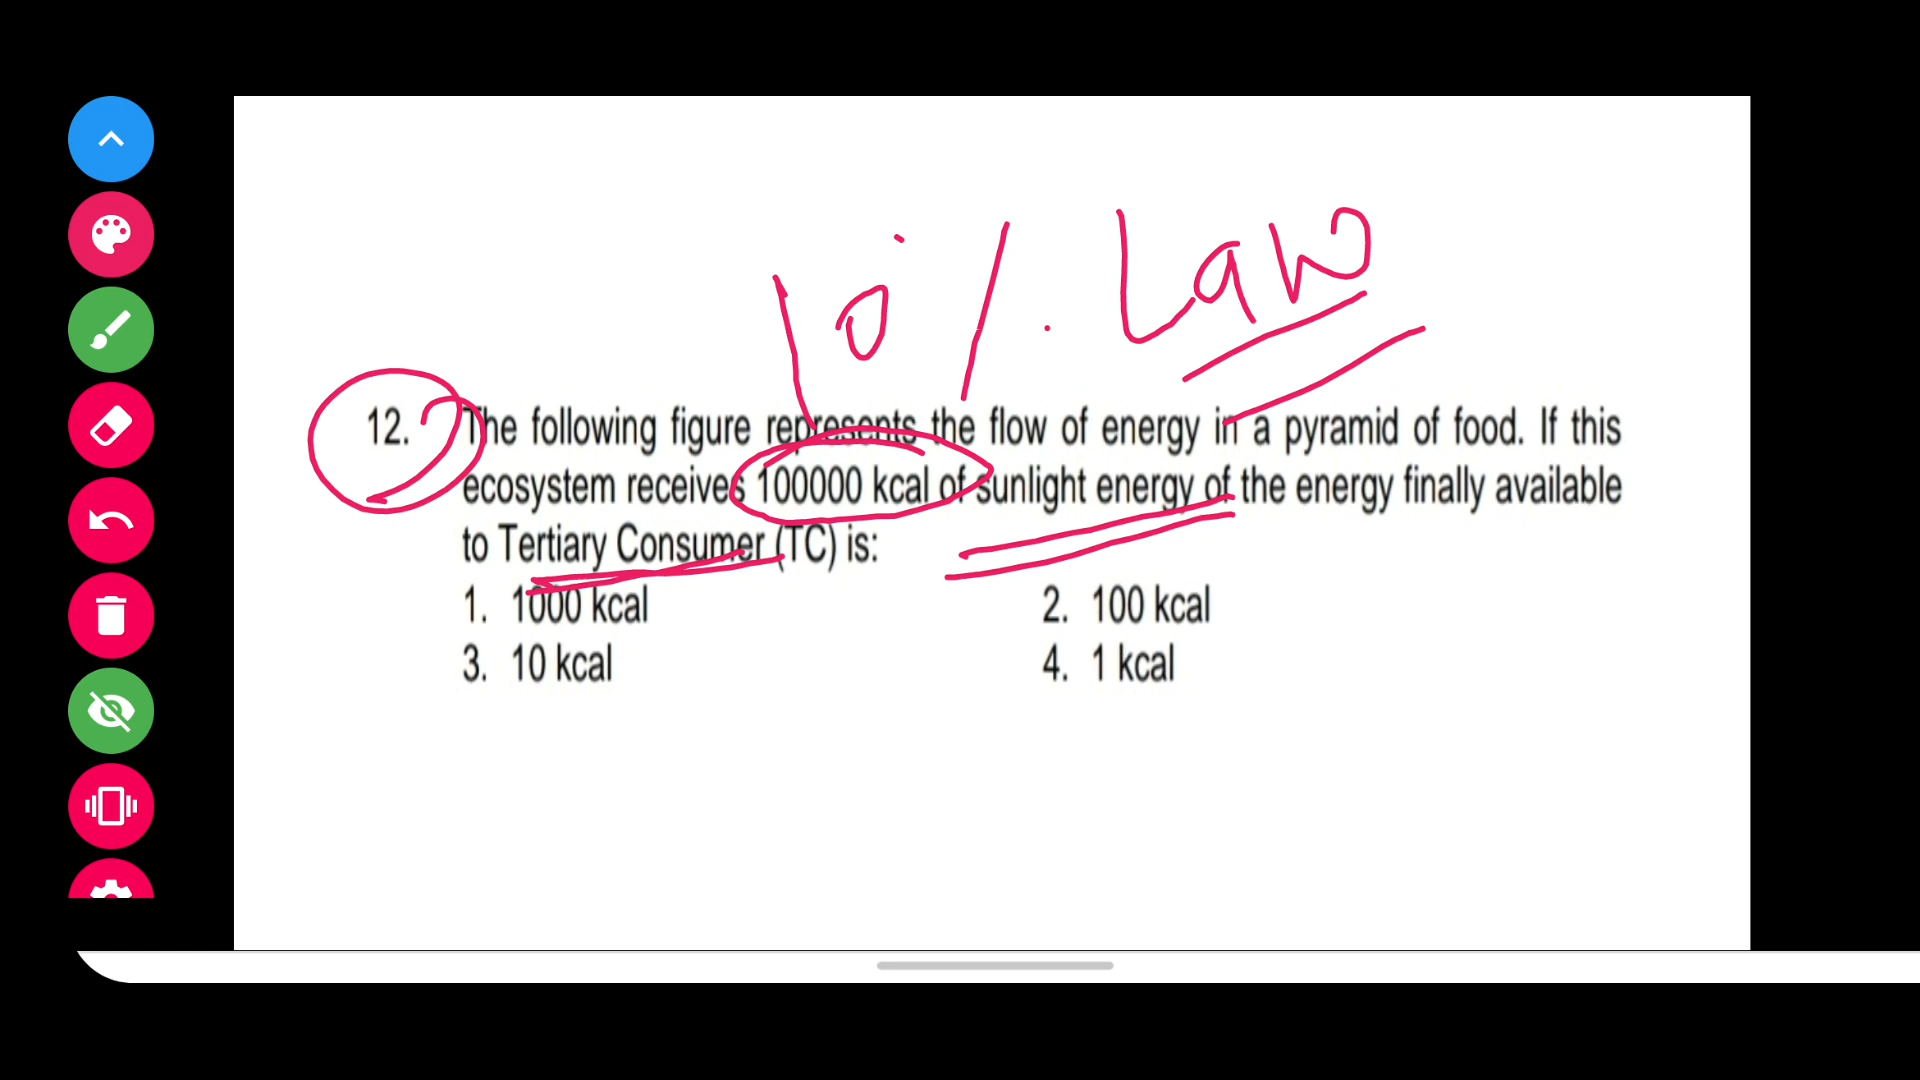 10 %. Law
12. The following figure represents the flow of energy in a pyramid of food. If this
ecosystem receives 100000 kcal of sunlight energy of the energy finally available
to Tertiary Consumer (TC) is:
1. 1000 kcal 2. 100 kcal
3. 10 kcal 4. 1 kcal